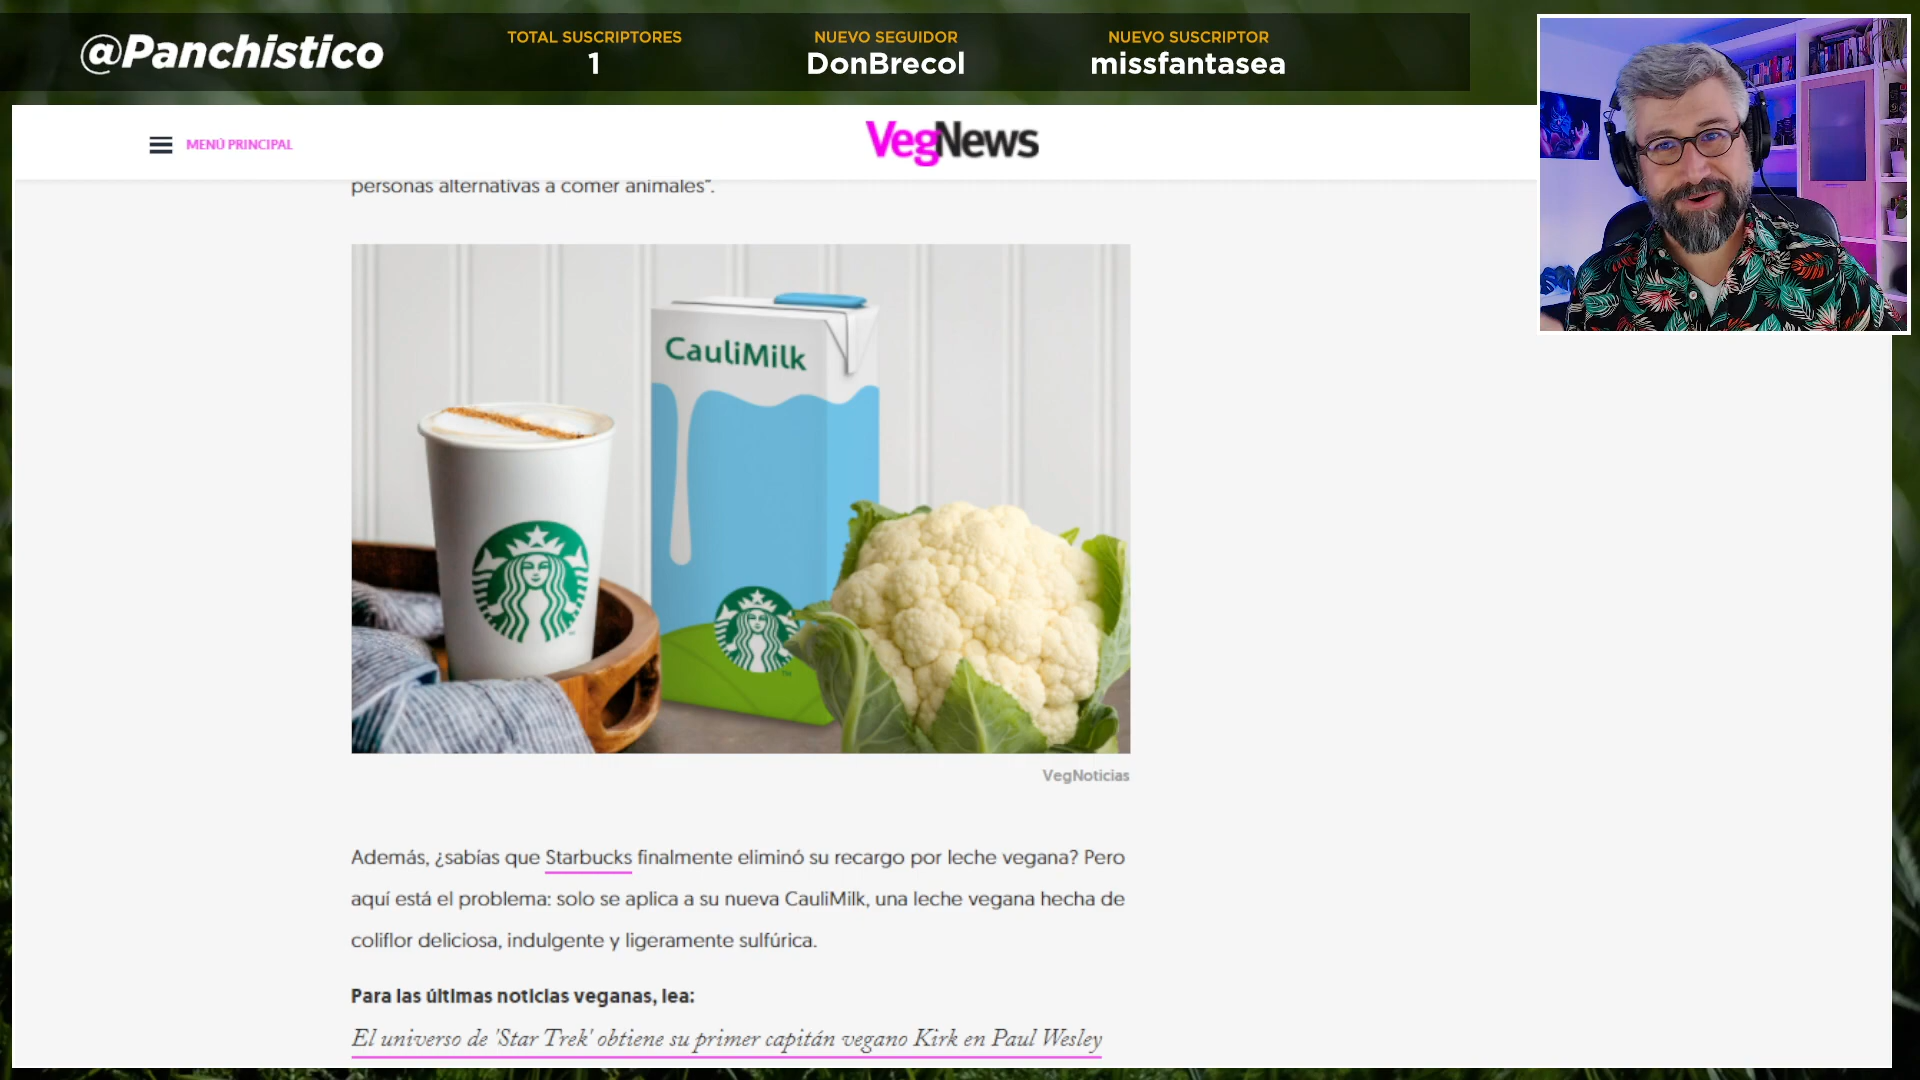 @Panchistico
TOTAL SUSCRIPTORES
1
NUEVO SEGUIDOR
DonBrecol
NUEVO SUSCRIPTOR
missfantasea
MENÚ PRINCIPAL
VegNews
personas alternativas a comer animales".
CauliMilk
VegNoticias
Además, ¿sabías que Starbucks finalmente eliminó su recargo por leche vegana? Pero
aquí está el problema: solo se aplica a su nueva CauliMilk, una leche vegana hecha de
coliflor deliciosa, indulgente y ligeramente sulfúrica.
Para las últimas noticias veganas, lea:
El universo de 'Star Trek' obtiene su primer capitán vegano Kirk en Paul Wesley